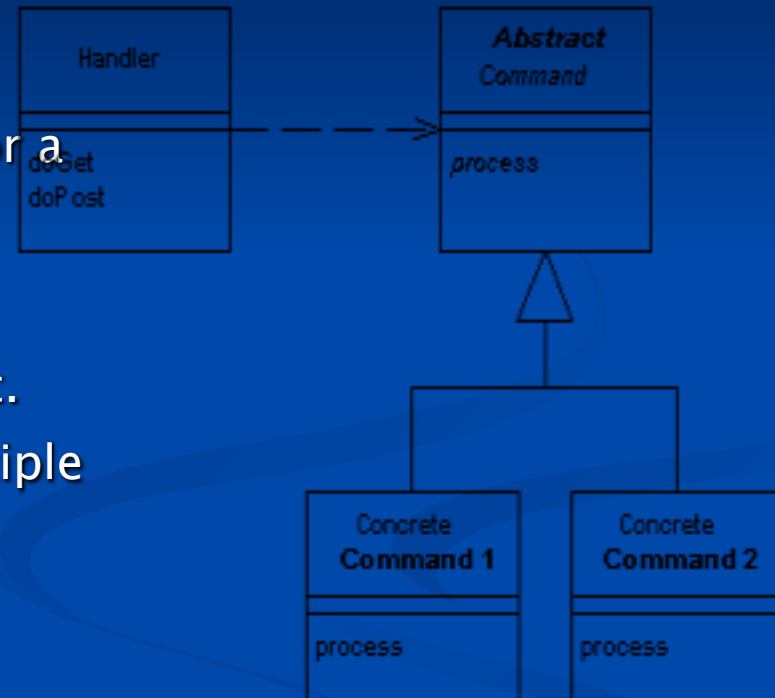 Handler
Abstract
Command
r a
doGet
doPost
process
.
iple
Concrete
Command 1
Concrete
Command 2
process
process